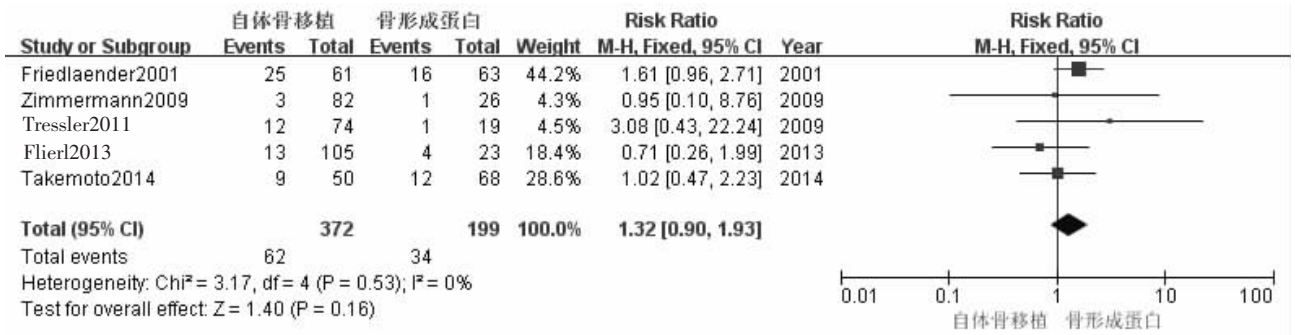 自体骨移植 骨形成蛋白 Risk Ratio Risk Ratio
Study or Subgroup Events Total Events Total Weight M-H, Fixed, 95% CI Year M-H, Fixed, 95% CI
Friedlaender2001 25 61 16 63 44.2% 1.61 [0.96, 2.71] 2001
Zimmermann2009 3 82 1 26 4.3% 0.95 [0.10, 8.76] 2009
Tressler2011 12 74 1 19 4.5% 3.08 [0.43, 22.24] 2009
Flierl2013 13 105 4 23 18.4% 0.71 [0.26, 1.99] 2013
Takemoto2014 9 50 12 68 28.6% 1.02 [0.47, 2.23] 2014
Total (95% CI) 372 199 100.0% 1.32 [0.90, 1.93]
Total events 62 34
Heterogeneity: Chi² = 3.17, df = 4 (P = 0.53); I² = 0%
Test for overall effect: Z = 1.40 (P = 0.16)
0.01 0.1 1 10 100
自体骨移植 骨形成蛋白